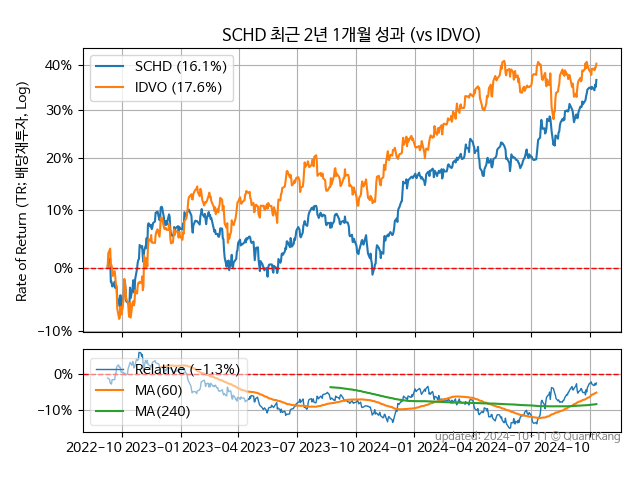 SCHD 최근 2년 1개월 성과 (vs IDVO)
Rate of Return (TR: 배당재투자, Log)
40%
30%
20%
10%
0%
−10%
SCHD (16.1%)
IDVO (17.6%)
0%
−10%
Relative (−1.3%)
MA(60)
MA(240)
2022-10 2023-01 2023-04 2023-07 2023-10 2024-01 2024-04 2024-07 2024-10
updated: 2024-10-11 © QuantKang